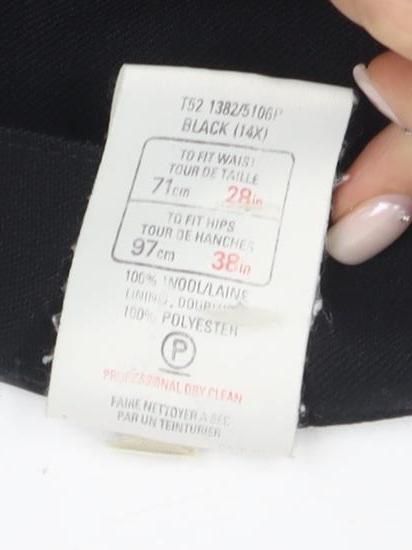 T52 1382/5106P
BLACK (14X)
TO FIT WAIST
TOUR DE TAILLE
71cm 28in
TO FIT HIPS
TOUR DE HANCHES
97cm 38in
100% WOOL/LAINE
LINING, DOUBLURE
100% POLYESTER
P
PROFESSIONAL DRY CLEAN
FAIRE NETTOYER A SEC
PAR UN TEINTURIER